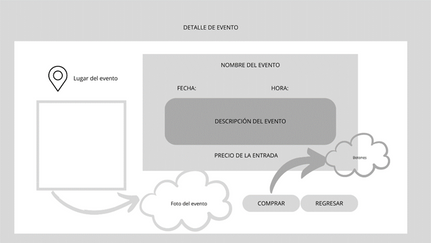 DETALLE DE EVENTO
NOMBRE DEL EVENTO
Lugar del evento
FECHA:
HORA:
DESCRIPCIÓN DEL EVENTO
PRECIO DE LA ENTRADA
Foto del evento
COMPRAR
REGRESAR